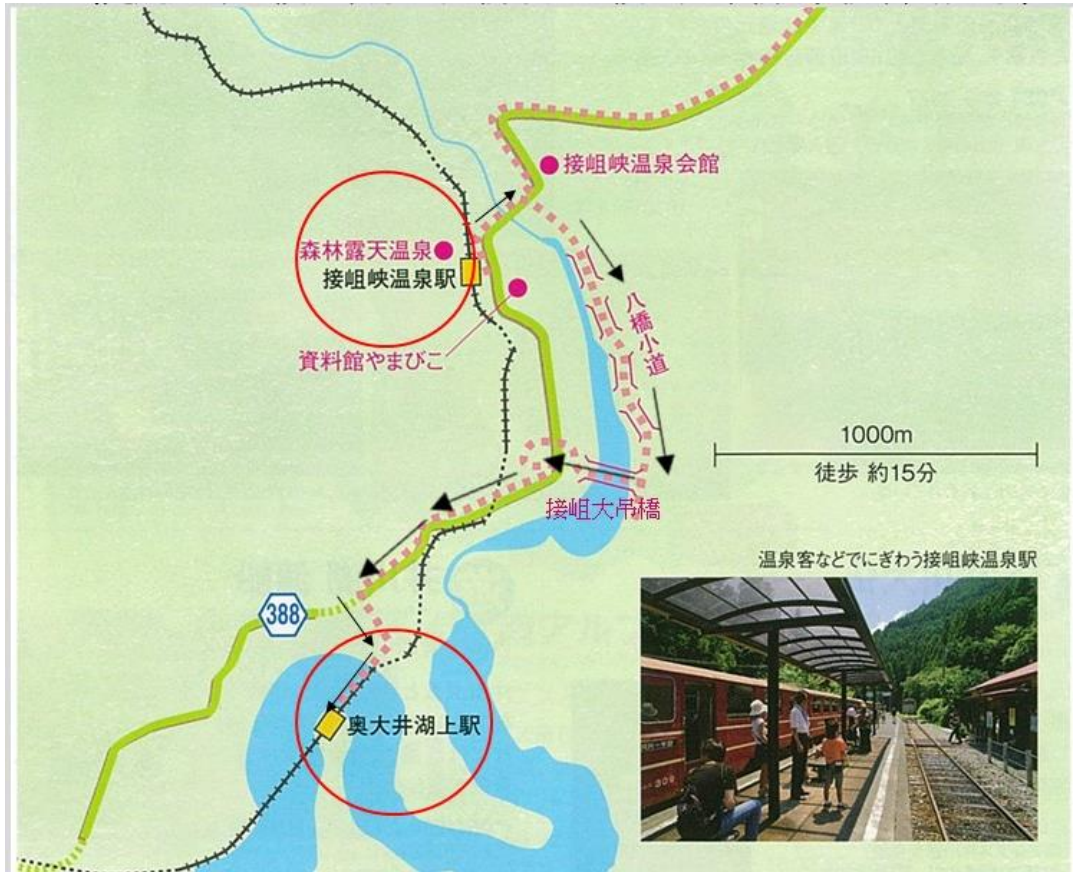 接岨峡温泉会館
森林露天温泉
接岨峡温泉駅
八橋小道
資料館やまびこ
1000m
徒歩 約15分
接岨大吊橋
温泉客などでにぎわう接岨峡温泉駅
388
奥大井湖上駅